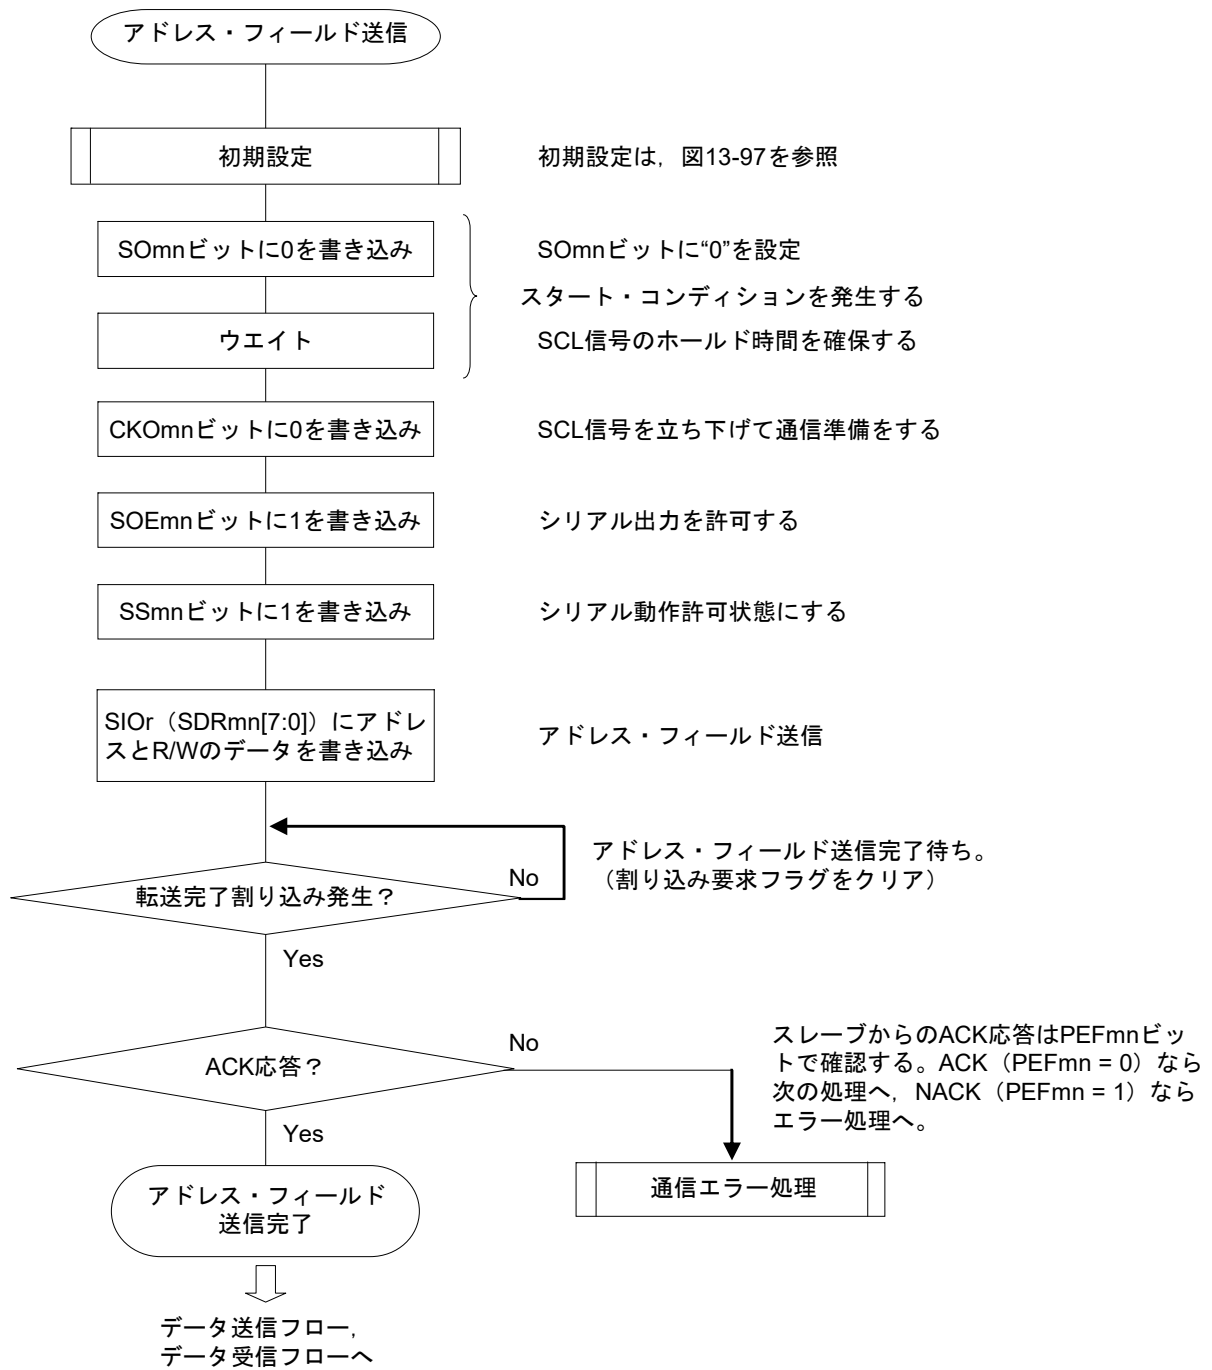 アドレス・フィールド送信
初期設定
初期設定は，図13-97を参照
SOmnビットに0を書き込み
SOmnビットに“0”を設定
スタート・コンディションを発生する
ウエイト
SCL信号のホールド時間を確保する
CKOmnビットに0を書き込み
SCL信号を立ち下げて通信準備をする
SOEmnビットに1を書き込み
シリアル出力を許可する
SSmnビットに1を書き込み
シリアル動作許可状態にする
SIOr（SDRmn[7:0]）にアドレ
スとR/Wのデータを書き込み
アドレス・フィールド送信
アドレス・フィールド送信完了待ち。
（割り込み要求フラグをクリア）
転送完了割り込み発生？
No
Yes
ACK応答？
No
スレーブからのACK応答はPEFmnビッ
トで確認する。ACK（PEFmn = 0）なら
次の処理へ，NACK（PEFmn = 1）なら
エラー処理へ。
Yes
アドレス・フィールド
送信完了
通信エラー処理
データ送信フロー，
データ受信フローへ